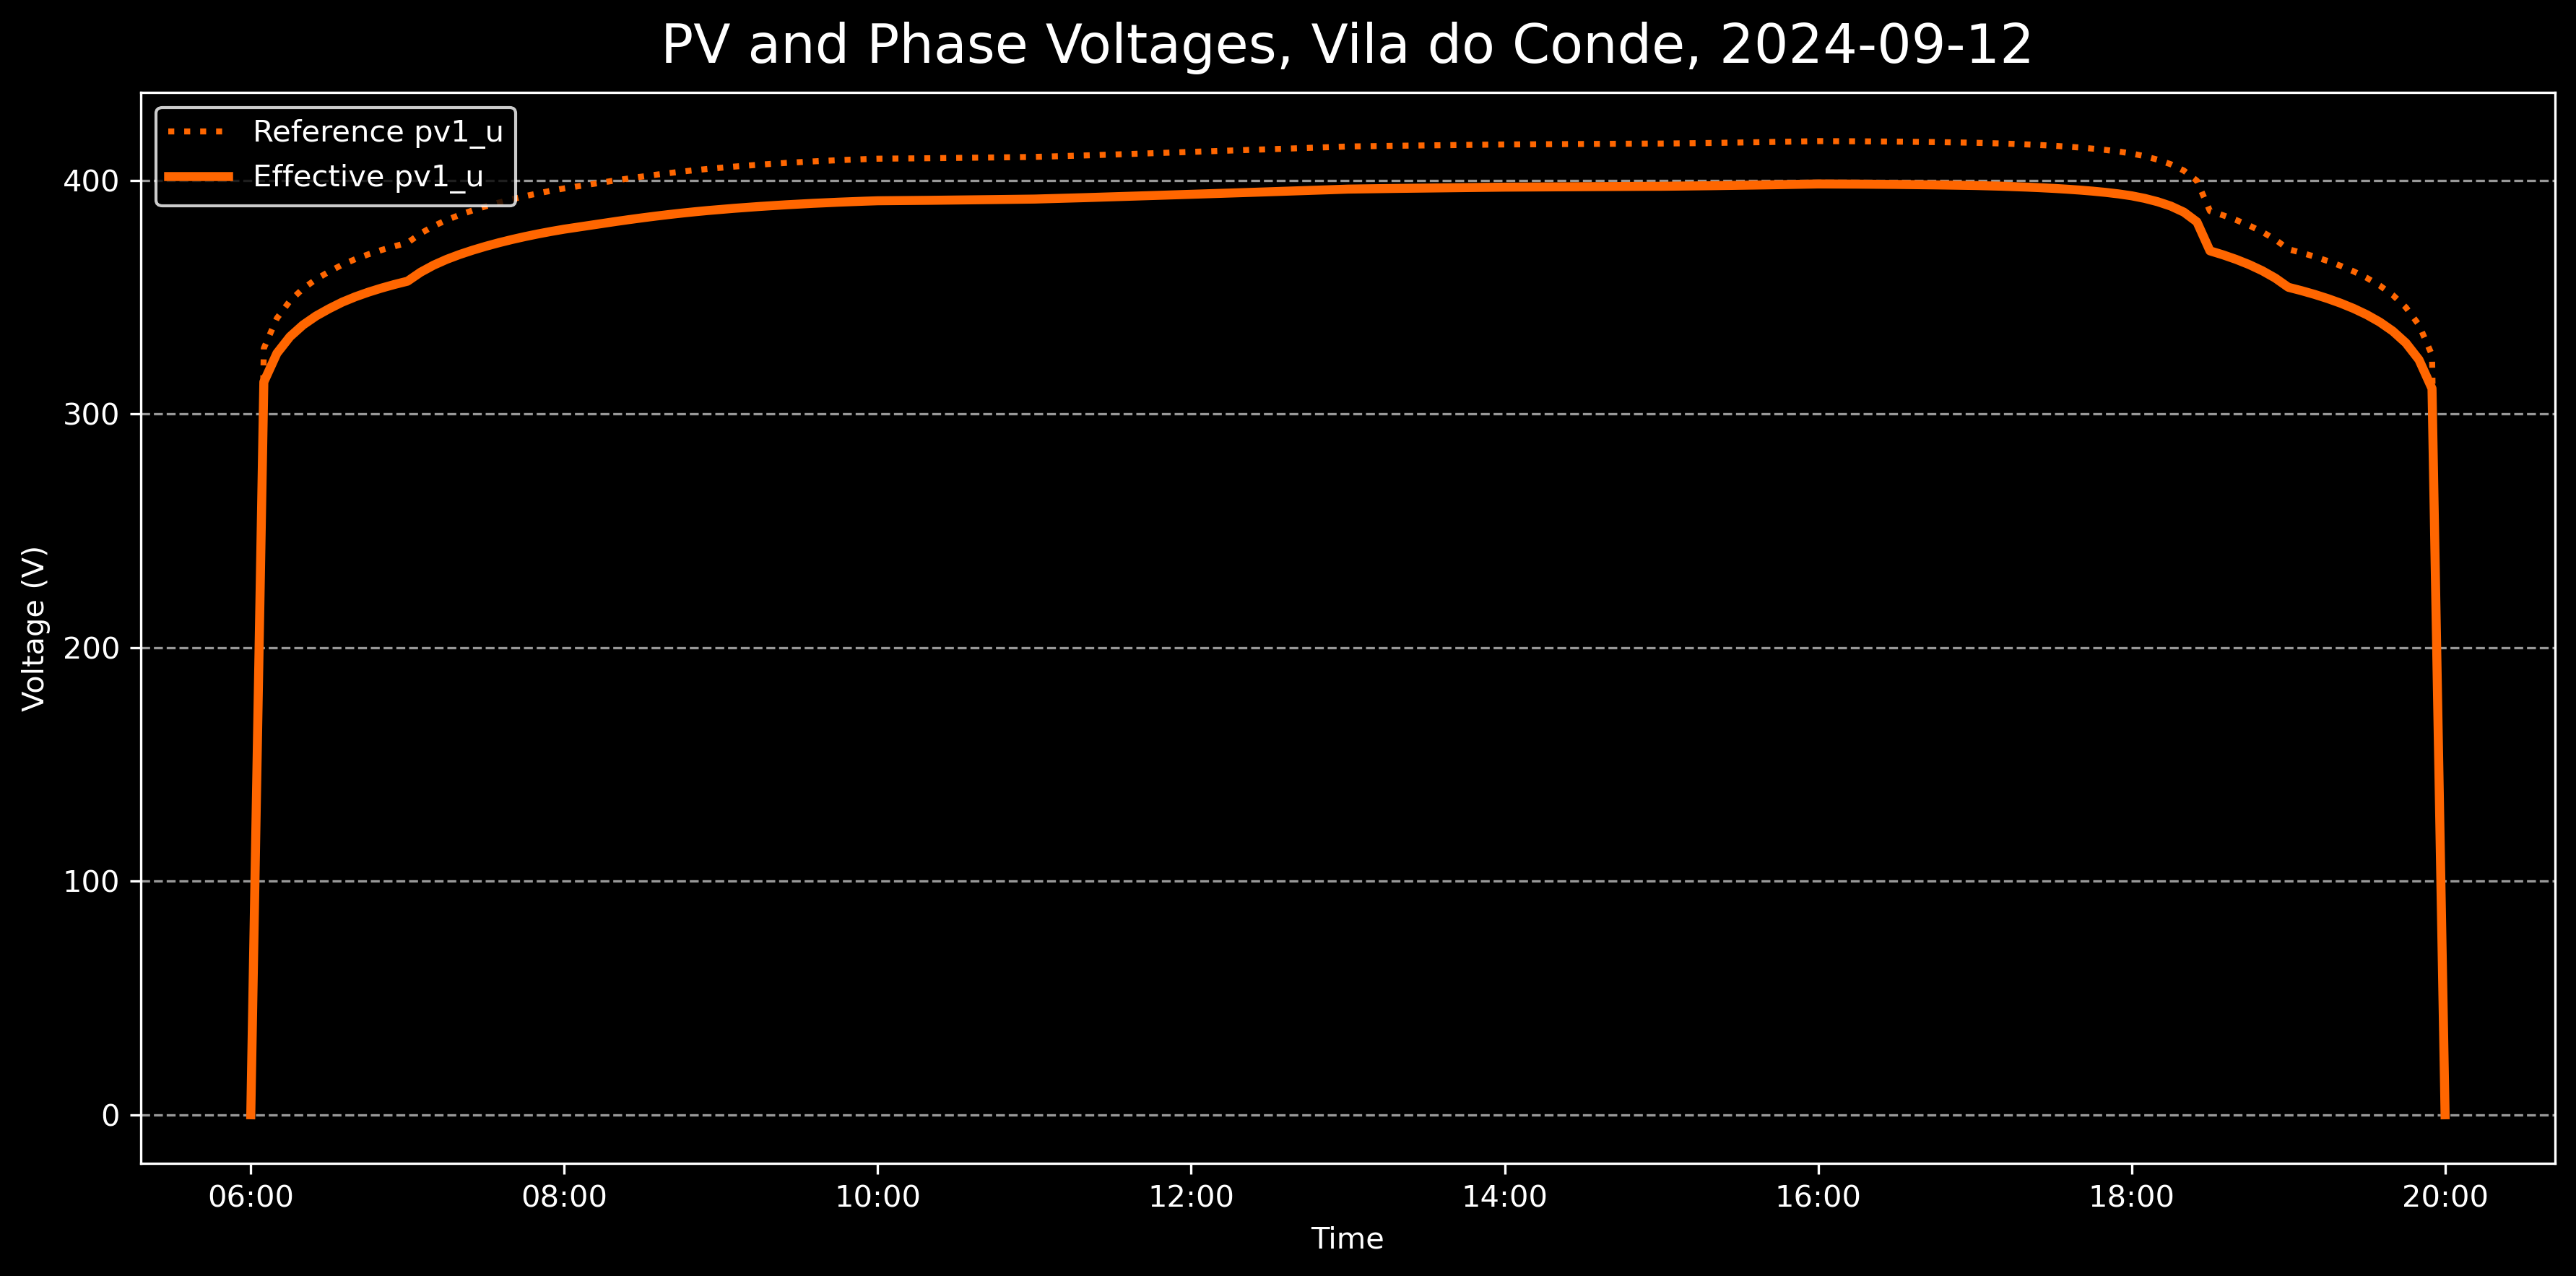 PV and Phase Voltages, Vila do Conde, 2024-09-12
Reference pv1_u
Effective pv1_u
Voltage (V)
400
300
200
100
0
06:00 08:00 10:00 12:00 14:00 16:00 18:00 20:00
Time